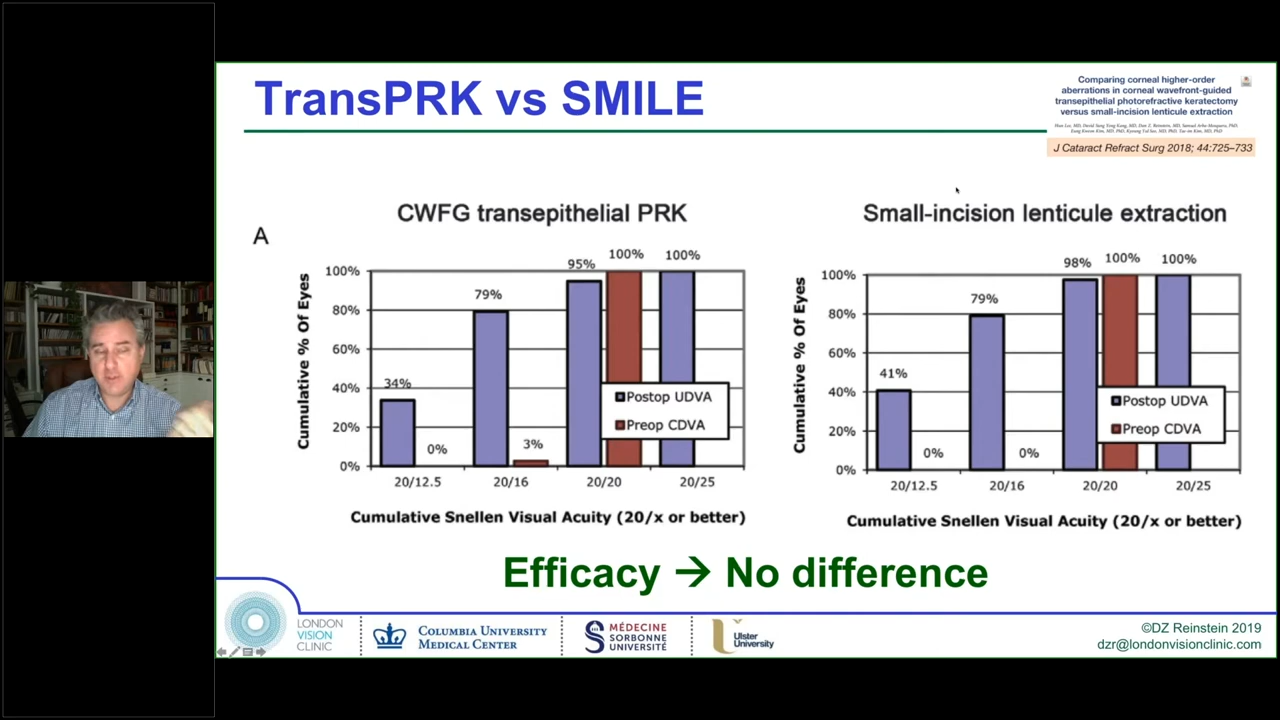 TransPRK vs SMILE
Comparing corneal higher-order
aberrations in corneal wavefront-guided
transepithelial photorefractive keratectomy
versus small-incision lenticule extraction
J Cataract Refract Surg 2018; 44:725–733
CWFG transepithelial PRK
A
Cumulative % Of Eyes
100%
80%
60%
40%
20%
0%
34%
0%
79%
3%
95%
100%
100%
Postop UDVA
Preop CDVA
20/12.5
20/16
20/20
20/25
Cumulative Snellen Visual Acuity (20/x or better)
Small-incision lenticule extraction
Cumulative % Of Eyes
100%
80%
60%
40%
20%
0%
41%
0%
79%
0%
98%
100%
100%
Postop UDVA
Preop CDVA
20/12.5
20/16
20/20
20/25
Cumulative Snellen Visual Acuity (20/x or better)
Efficacy → No difference
LONDON
VISION
CLINIC
COLUMBIA UNIVERSITY
MEDICAL CENTER
MÉDECINE
SORBONNE
UNIVERSITÉ
Ulster
University
©DZ Reinstein 2019
dzr@londonvisionclinic.com